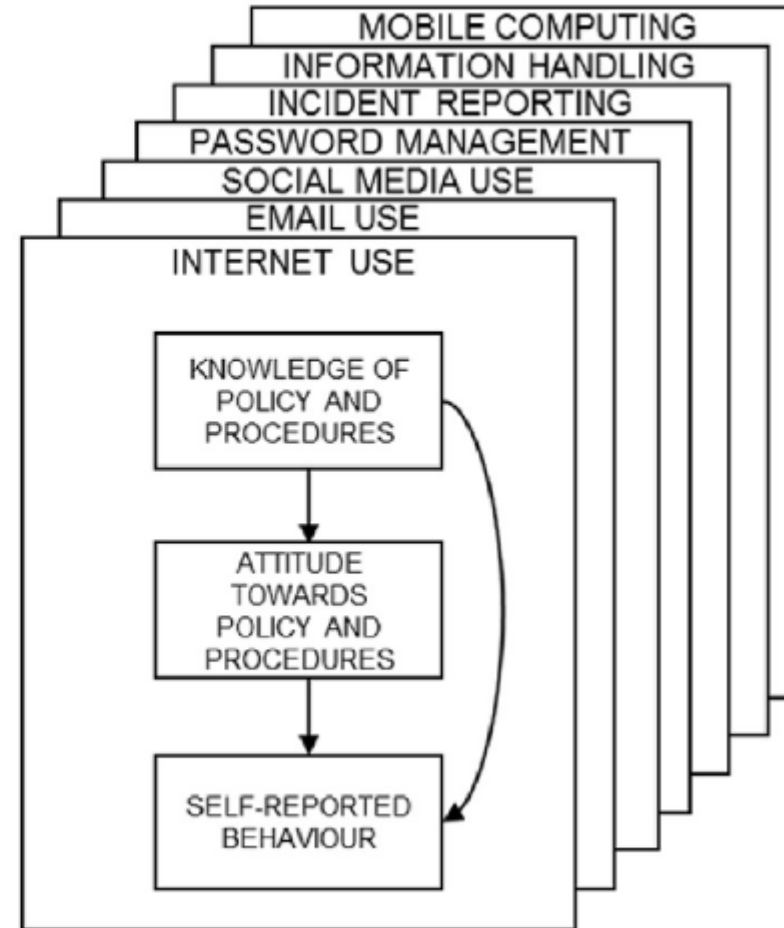 MOBILE COMPUTING
INFORMATION HANDLING
INCIDENT REPORTING
PASSWORD MANAGEMENT
SOCIAL MEDIA USE
EMAIL USE
INTERNET USE
KNOWLEDGE OF
POLICY AND
PROCEDURES
ATTITUDE
TOWARDS
POLICY AND
PROCEDURES
SELF-REPORTED
BEHAVIOUR